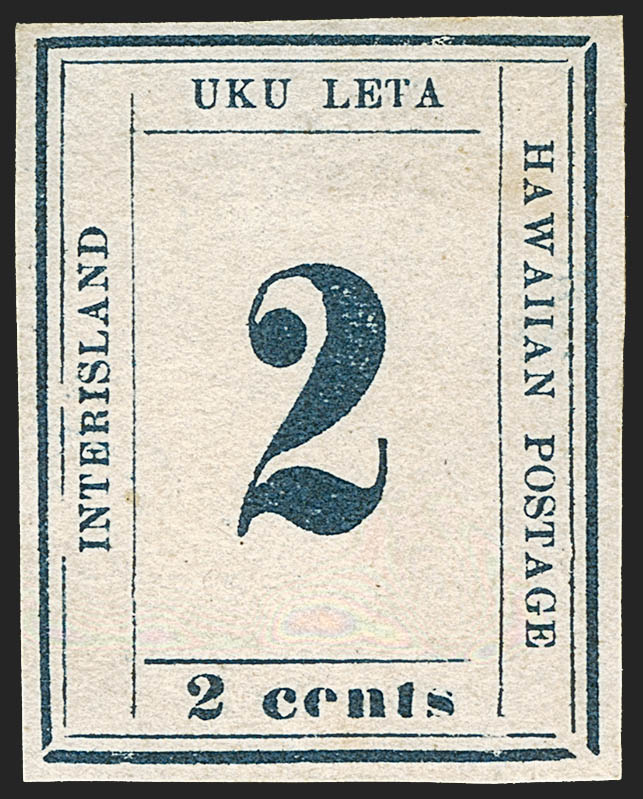 UKU LETA
INTERISLAND
HAWAIIAN POSTAGE
2
2 cents